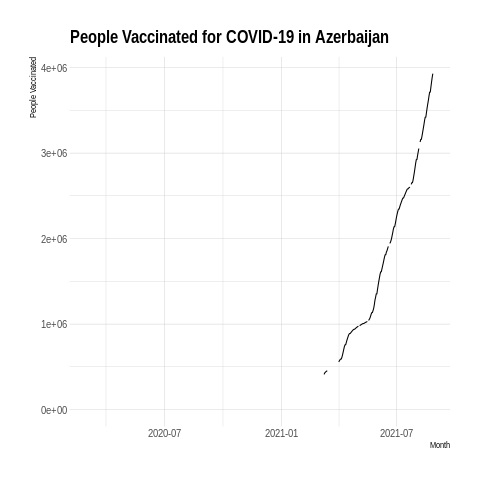 People Vaccinated for COVID-19 in Azerbaijan
People Vaccinated
4e+06
3e+06
2e+06
1e+06
0e+00
2020-07 2021-01 2021-07
Month